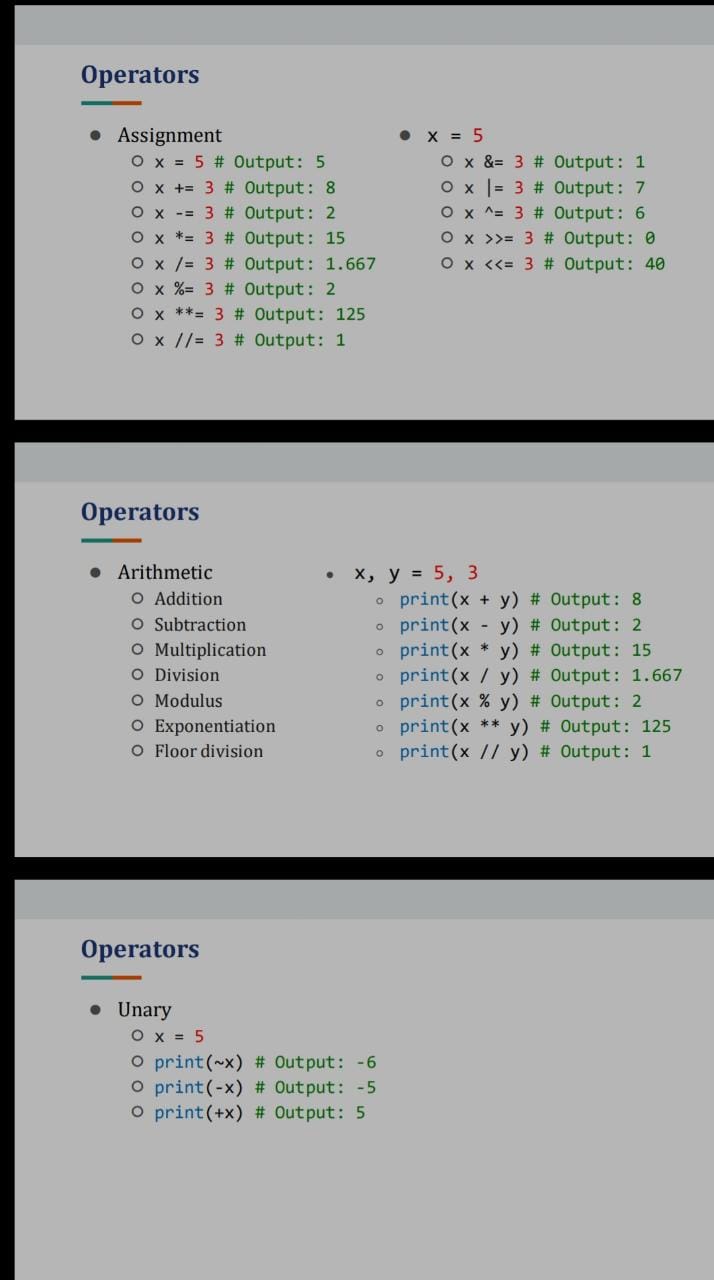 Operators
Assignment
x = 5 # Output: 5
x += 3 # Output: 8
x -= 3 # Output: 2
x *= 3 # Output: 15
x /= 3 # Output: 1.667
x %= 3 # Output: 2
x **= 3 # Output: 125
x //= 3 # Output: 1
x = 5
x &= 3 # Output: 1
x |= 3 # Output: 7
x ^= 3 # Output: 6
x >>= 3 # Output: 0
x <<= 3 # Output: 40
Operators
Arithmetic
Addition
Subtraction
Multiplication
Division
Modulus
Exponentiation
Floor division
x, y = 5, 3
print(x + y) # Output: 8
print(x - y) # Output: 2
print(x * y) # Output: 15
print(x / y) # Output: 1.667
print(x % y) # Output: 2
print(x ** y) # Output: 125
print(x // y) # Output: 1
Operators
Unary
x = 5
print(~x) # Output: -6
print(-x) # Output: -5
print(+x) # Output: 5